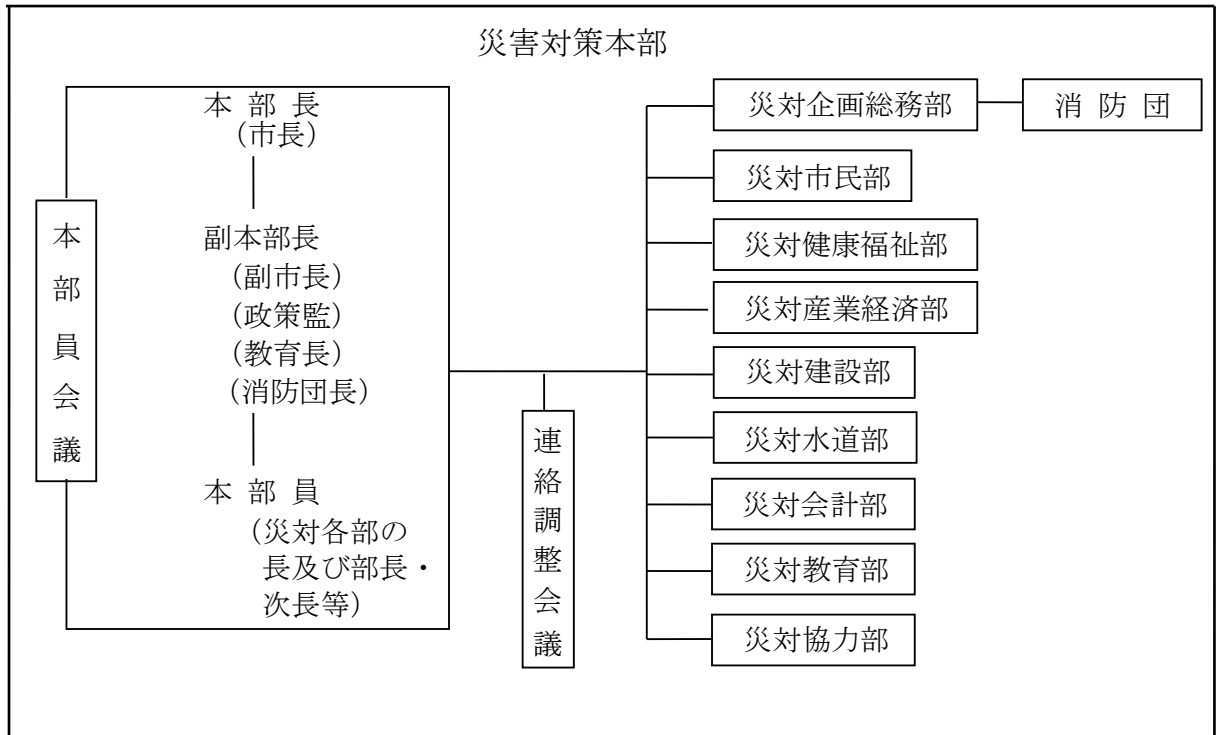 災害対策本部
本部員会議
本部長
(市長)
副本部長
(副市長)
(政策監)
(教育長)
(消防団長)
本部員
(災対各部の
長及び部長・
次長等)
連絡調整会議
災対企画総務部
消防団
災対市民部
災対健康福祉部
災対産業経済部
災対建設部
災対水道部
災対会計部
災対教育部
災対協力部